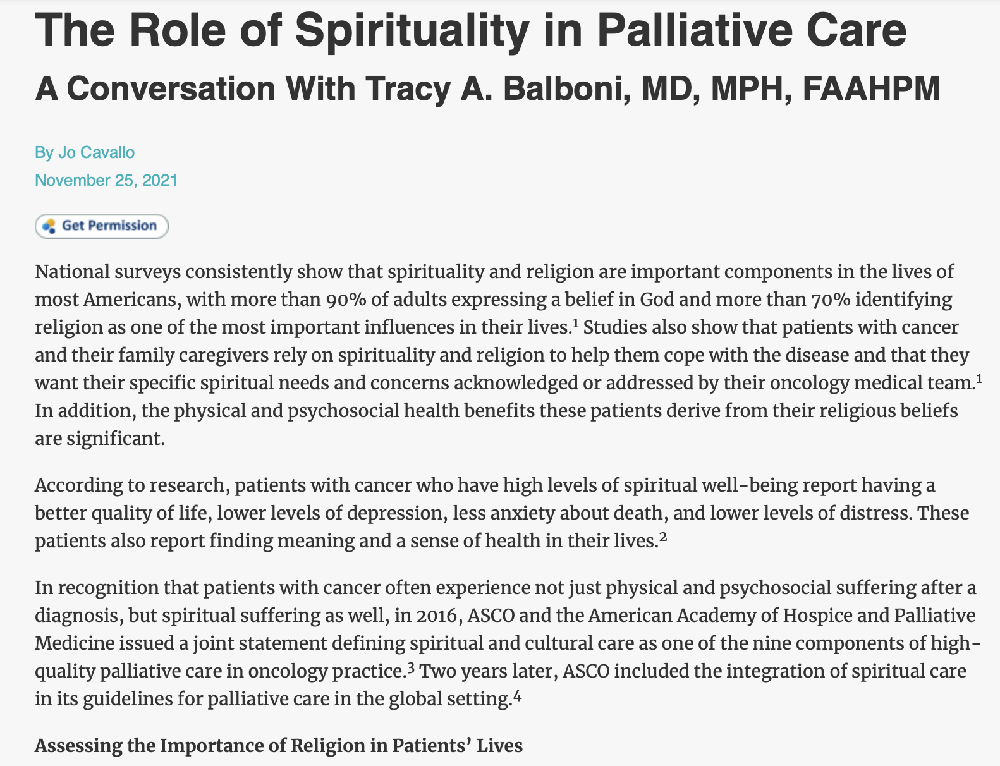 The Role of Spirituality in Palliative Care
A Conversation With Tracy A. Balboni, MD, MPH, FAAHPM
By Jo Cavallo
November 25, 2021
Get Permission
National surveys consistently show that spirituality and religion are important components in the lives of
most Americans, with more than 90% of adults expressing a belief in God and more than 70% identifying
religion as one of the most important influences in their lives.¹ Studies also show that patients with cancer
and their family caregivers rely on spirituality and religion to help them cope with the disease and that they
want their specific spiritual needs and concerns acknowledged or addressed by their oncology medical team.¹
In addition, the physical and psychosocial health benefits these patients derive from their religious beliefs
are significant.
According to research, patients with cancer who have high levels of spiritual well-being report having a
better quality of life, lower levels of depression, less anxiety about death, and lower levels of distress. These
patients also report finding meaning and a sense of health in their lives.²
In recognition that patients with cancer often experience not just physical and psychosocial suffering after a
diagnosis, but spiritual suffering as well, in 2016, ASCO and the American Academy of Hospice and Palliative
Medicine issued a joint statement defining spiritual and cultural care as one of the nine components of high-
quality palliative care in oncology practice.³ Two years later, ASCO included the integration of spiritual care
in its guidelines for palliative care in the global setting.⁴
Assessing the Importance of Religion in Patients’ Lives